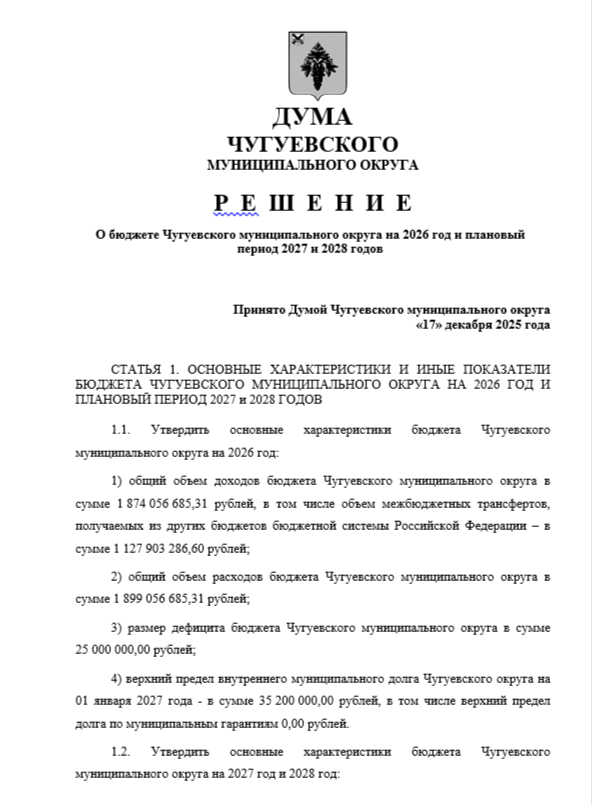 ДУМА
ЧУГУЕВСКОГО
МУНИЦИПАЛЬНОГО ОКРУГА
Р Е Ш Е Н И Е
О бюджете Чугуевского муниципального округа на 2026 год и плановый
период 2027 и 2028 годов
Принято Думой Чугуевского муниципального округа
«17» декабря 2025 года
СТАТЬЯ 1. ОСНОВНЫЕ ХАРАКТЕРИСТИКИ И ИНЫЕ ПОКАЗАТЕЛИ
БЮДЖЕТА ЧУГУЕВСКОГО МУНИЦИПАЛЬНОГО ОКРУГА НА 2026 ГОД И
ПЛАНОВЫЙ ПЕРИОД 2027 и 2028 ГОДОВ
1.1. Утвердить основные характеристики бюджета Чугуевского
муниципального округа на 2026 год:
1) общий объем доходов бюджета Чугуевского муниципального округа в
сумме 1 874 056 685,31 рублей, в том числе объем межбюджетных трансфертов,
получаемых из других бюджетов бюджетной системы Российской Федерации – в
сумме 1 127 903 286,60 рублей;
2) общий объем расходов бюджета Чугуевского муниципального округа в
сумме 1 899 056 685,31 рублей;
3) размер дефицита бюджета Чугуевского муниципального округа в сумме
25 000 000,00 рублей;
4) верхний предел внутреннего муниципального долга Чугуевского округа на
01 января 2027 года - в сумме 35 200 000,00 рублей, в том числе верхний предел
долга по муниципальным гарантиям 0,00 рублей.
1.2. Утвердить основные характеристики бюджета Чугуевского
муниципального округа на 2027 год и 2028 год: